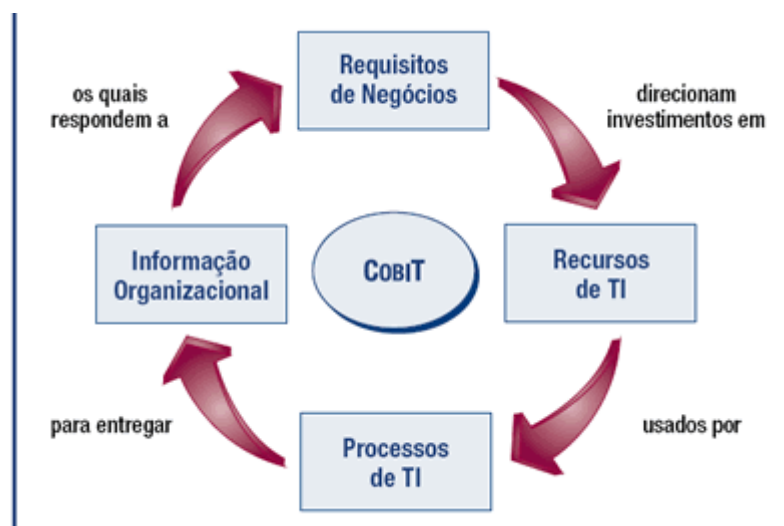 Requisitos
de Negócios
direcionam
investimentos em
Recursos
de TI
usados por
Processos
de TI
para entregar
Informação
Organizacional
os quais
respondem a
COBIT